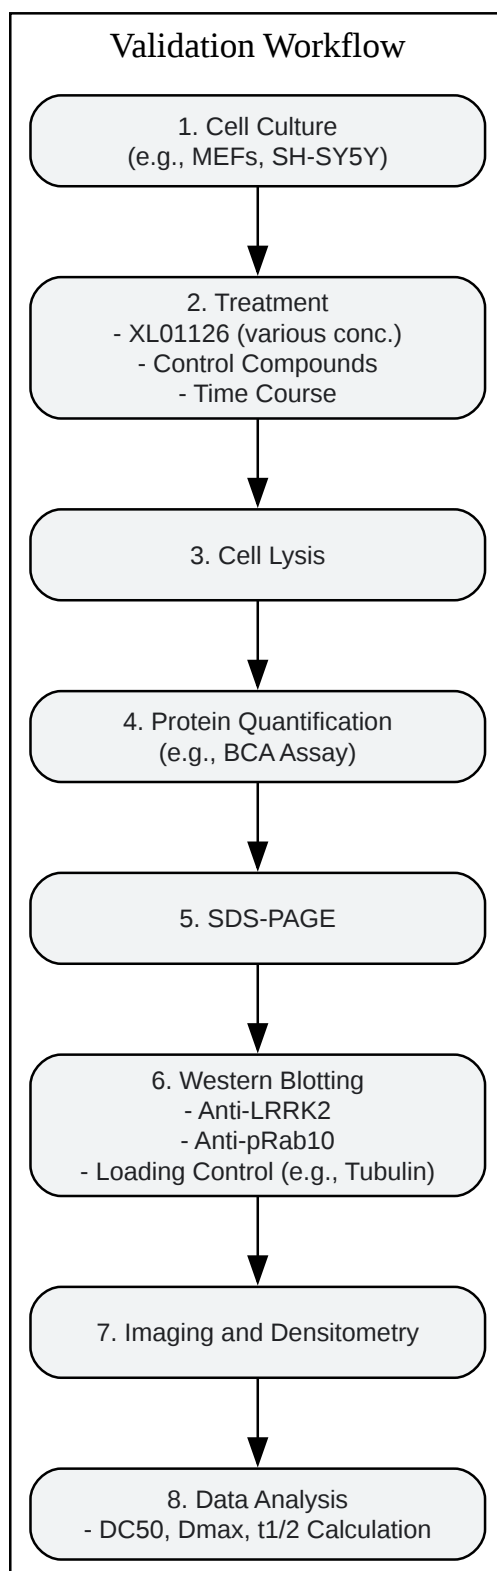 Validation Workflow
1. Cell Culture
(e.g., MEFs, SH-SY5Y)
2. Treatment
- XL01126 (various conc.)
- Control Compounds
- Time Course
3. Cell Lysis
4. Protein Quantification
(e.g., BCA Assay)
5. SDS-PAGE
6. Western Blotting
- Anti-LRRK2
- Anti-pRab10
- Loading Control (e.g., Tubulin)
7. Imaging and Densitometry
8. Data Analysis
- DC50, Dmax, t1/2 Calculation